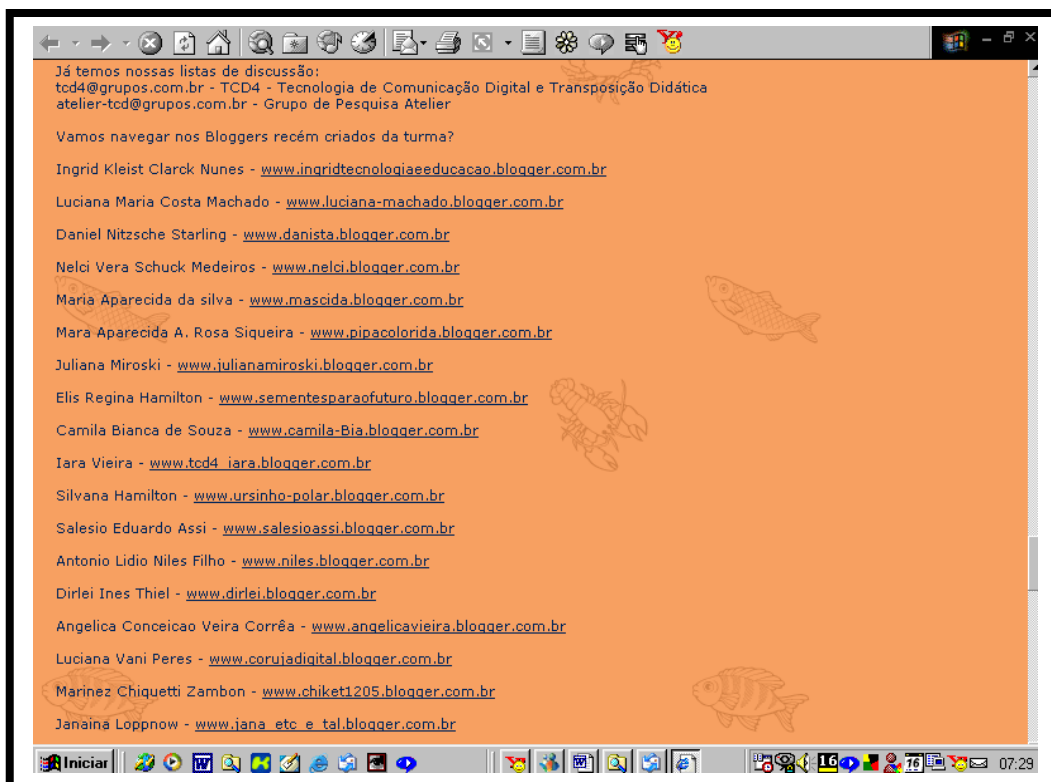 Já temos nossas listas de discussão:
tcd4@grupos.com.br - TCD4 - Tecnologia de Comunicação Digital e Transposição Didática
atelier-tcd@grupos.com.br - Grupo de Pesquisa Atelier
Vamos navegar nos Bloggers recém criados da turma?
Ingrid Kleist Clarck Nunes - www.ingridtecnologiaeeducacao.blogger.com.br
Luciana Maria Costa Machado - www.luciana-machado.blogger.com.br
Daniel Nitzsche Starling - www.danista.blogger.com.br
Nelci Vera Schuck Medeiros - www.nelci.blogger.com.br
Maria Aparecida da silva - www.mascida.blogger.com.br
Mara Aparecida A. Rosa Siqueira - www.pipacolorida.blogger.com.br
Juliana Miroski - www.julianamiroski.blogger.com.br
Elis Regina Hamilton - www.sementesparaofuturo.blogger.com.br
Camila Bianca de Souza - www.camila-Bia.blogger.com.br
Iara Vieira - www.tcd4_iara.blogger.com.br
Silvana Hamilton - www.ursinho-polar.blogger.com.br
Salesio Eduardo Assi - www.salesioassi.blogger.com.br
Antonio Lidio Niles Filho - www.niles.blogger.com.br
Dirlei Ines Thiel - www.dirlei.blogger.com.br
Angelica Conceicao Veira Corrêa - www.angelicavieira.blogger.com.br
Luciana Vani Peres - www.corujadigital.blogger.com.br
Marinez Chiquetti Zambon - www.chiket1205.blogger.com.br
Janaina Loppnow - www.jana_etc_e_tal.blogger.com.br
Iniciar 16 16 07:29